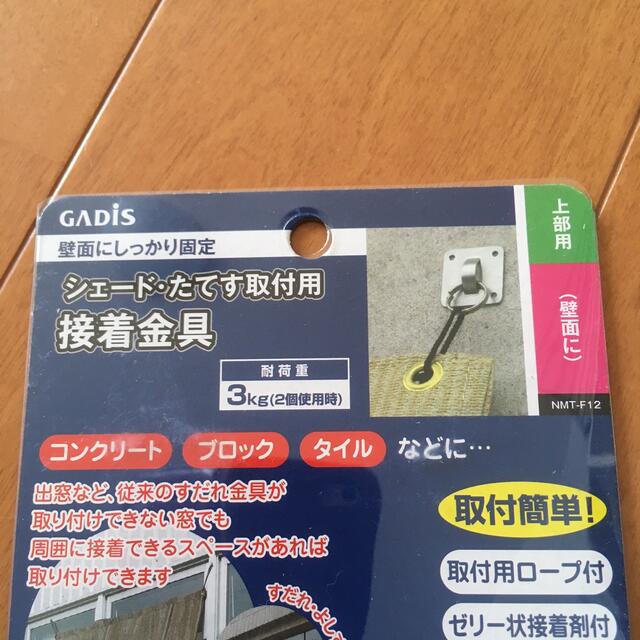 GADiS
壁面にしっかり固定
シェード・たてす取付用
接着金具
耐荷重
3kg(2個使用時)
上部用
(壁面に)
NMT-F12
コンクリート ブロック タイル などに…
出窓など、従来のすだれ金具が
取り付けできない窓でも
周囲に接着できるスペースがあれば
取り付けできます
取付簡単!
取付用ロープ付
ゼリー状接着剤付
すだれ・よし